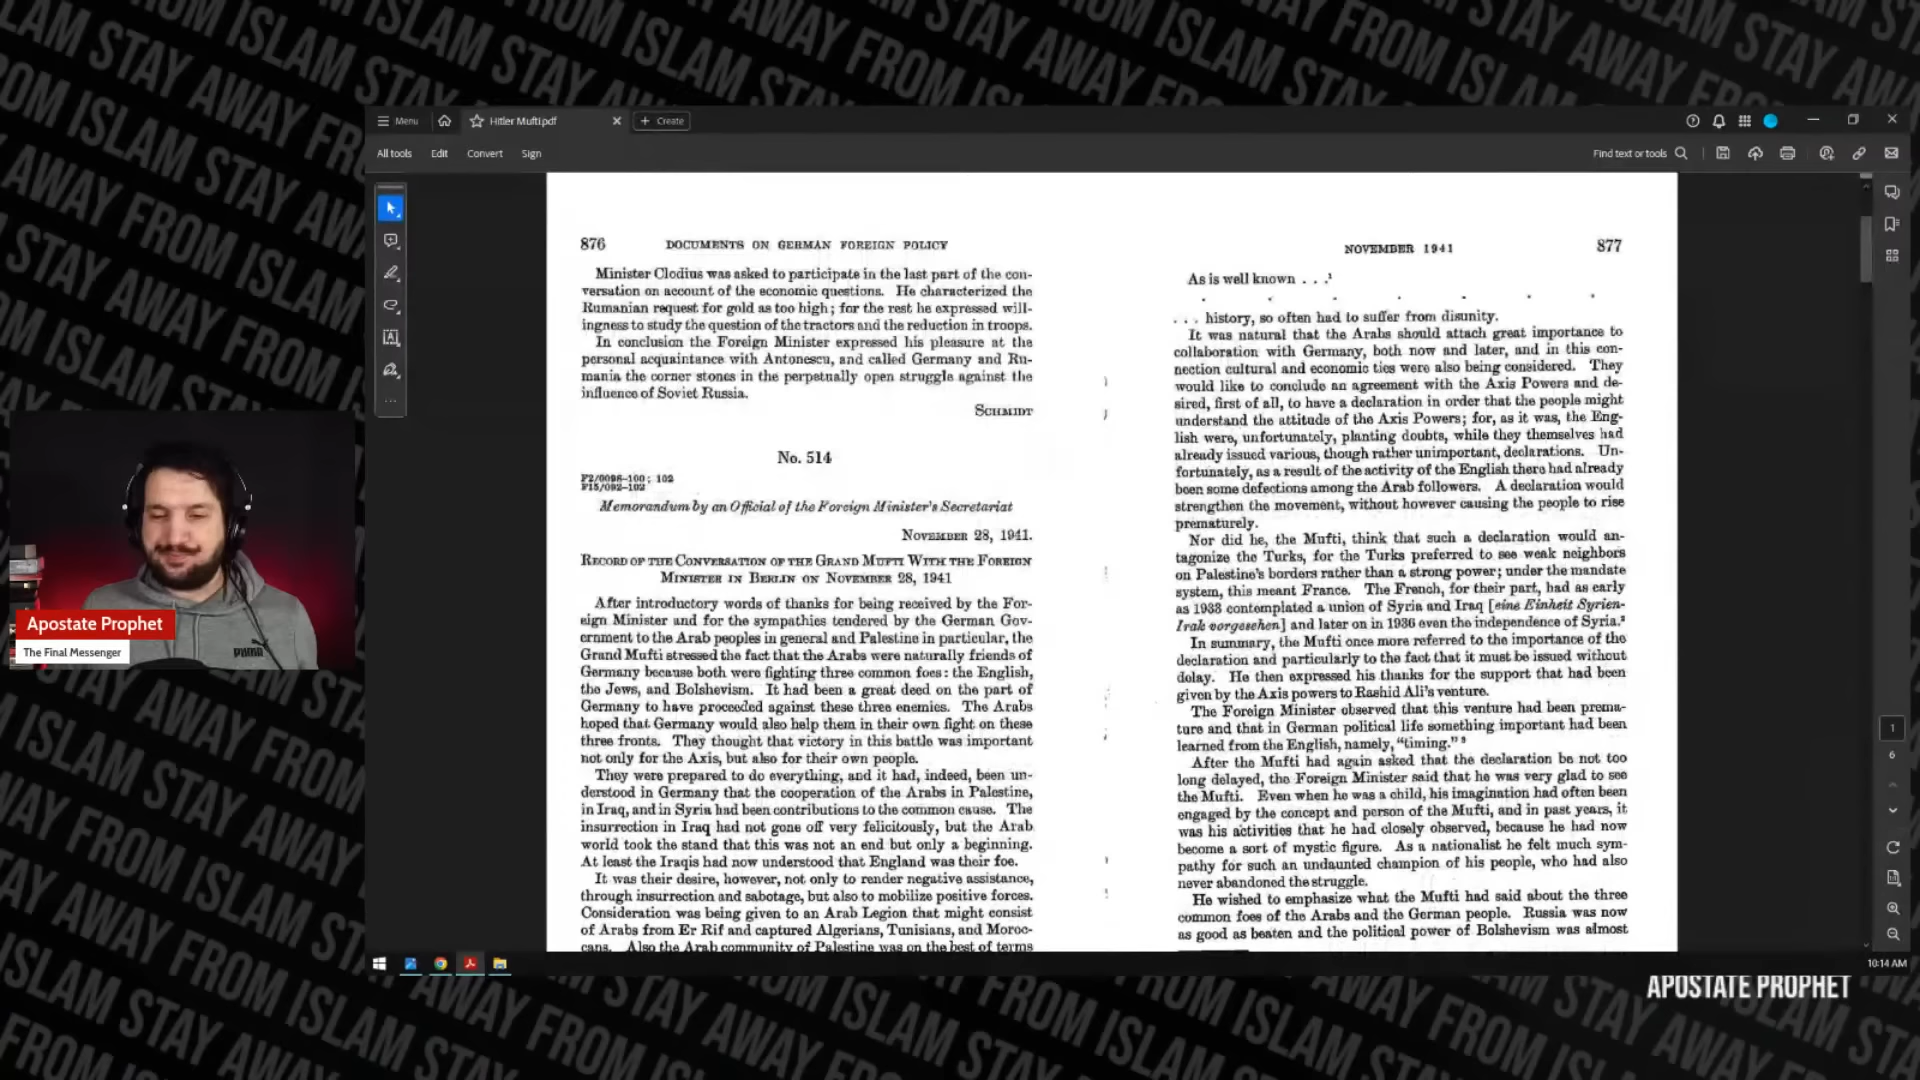 STAY AWAY FROM ISLAM
Menu
Hitler Mufti.pdf
Create
All tools
Edit
Convert
Sign
Find text or tools
876 DOCUMENTS ON GERMAN FOREIGN POLICY
Minister Clodius was asked to participate in the last part of the con-
versation on account of the economic questions. He characterized the
Rumanian request for gold as too high; for the rest he expressed will-
ingness to study the question of the tractors and the reduction in troops.
In conclusion the Foreign Minister expressed his pleasure at the
personal acquaintance with Antonescu, and called Germany and Ru-
mania the corner stones in the perpetually open struggle against the
influence of Soviet Russia.
SCHMIDT
No. 514
F2/0098-100; 102
F15/092-102
Memorandum by an Official of the Foreign Minister's Secretariat
NOVEMBER 28, 1941.
RECORD OF THE CONVERSATION OF THE GRAND MUFTI WITH THE FOREIGN
MINISTER IN BERLIN ON NOVEMBER 28, 1941
After introductory words of thanks for being received by the For-
eign Minister and for the sympathies tendered by the German Gov-
ernment to the Arab peoples in general and Palestine in particular, the
Grand Mufti stressed the fact that the Arabs were naturally friends of
Germany because both were fighting three common foes: the English,
the Jews, and Bolshevism. It had been a great deed on the part of
Germany to have proceeded against these three enemies. The Arabs
hoped that Germany would also help them in their own fight on these
three fronts. They thought that victory in this battle was important
not only for the Axis, but also for their own people.
They were prepared to do everything, and it had, indeed, been un-
derstood in Germany that the cooperation of the Arabs in Palestine,
in Iraq, and in Syria had been contributions to the common cause. The
insurrection in Iraq had not gone off very felicitously, but the Arab
world took the stand that this was not an end but only a beginning.
At least the Iraqis had now understood that England was their foe.
It was their desire, however, not only to render negative assistance,
through insurrection and sabotage, but also to mobilize positive forces.
Consideration was being given to an Arab Legion that might consist
of Arabs from Er Rif and captured Algerians, Tunisians, and Moroc-
cans. Also the Arab community of Palestine was on the best of terms
NOVEMBER 1941 877
As is well known . . .¹
. . . history, so often had to suffer from disunity.
It was natural that the Arabs should attach great importance to
collaboration with Germany, both now and later, and in this con-
nection cultural and economic ties were also being considered. They
would like to conclude an agreement with the Axis Powers and de-
sired, first of all, to have a declaration in order that the people might
understand the attitude of the Axis Powers; for, as it was, the Eng-
lish were, unfortunately, planting doubts, while they themselves had
already issued various, though rather unimportant, declarations. Un-
fortunately, as a result of the activity of the English there had already
been some defections among the Arab followers. A declaration would
strengthen the movement, without however causing the people to rise
prematurely.
Nor did he, the Mufti, think that such a declaration would an-
tagonize the Turks, for the Turks preferred to see weak neighbors
on Palestine's borders rather than a strong power; under the mandate
system, this meant France. The French, for their part, had as early
as 1933 contemplated a union of Syria and Iraq [eine Einheit Syrien-
Irak vorgesehen] and later on in 1936 even the independence of Syria.²
In summary, the Mufti once more referred to the importance of the
declaration and particularly to the fact that it must be issued without
delay. He then expressed his thanks for the support that had been
given by the Axis powers to Rashid Ali's venture.
The Foreign Minister observed that this venture had been prema-
ture and that in German political life something important had been
learned from the English, namely, "timing." ³
After the Mufti had again asked that the declaration be not too
long delayed, the Foreign Minister said that he was very glad to see
the Mufti. Even when he was a child, his imagination had often been
engaged by the concept and person of the Mufti, and in past years, it
was his activities that he had closely observed, because he had now
become a sort of mystic figure. As a nationalist he felt much sym-
pathy for such an undaunted champion of his people, who had also
never abandoned the struggle.
He wished to emphasize what the Mufti had said about the three
common foes of the Arabs and the German people. Russia was now
as good as beaten and the political power of Bolshevism was almost
1
6
10:14 AM
Apostate Prophet
The Final Messenger
PUMA
APOSTATE PROPHET